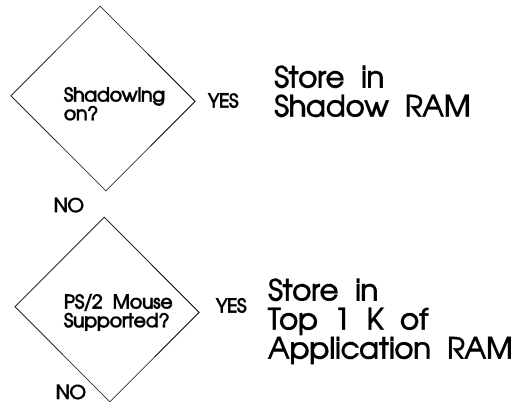 Shadowing
on?
YES
Store in
Shadow RAM
NO
PS/2 Mouse
Supported?
YES
Store in
Top 1 K of
Application RAM
NO